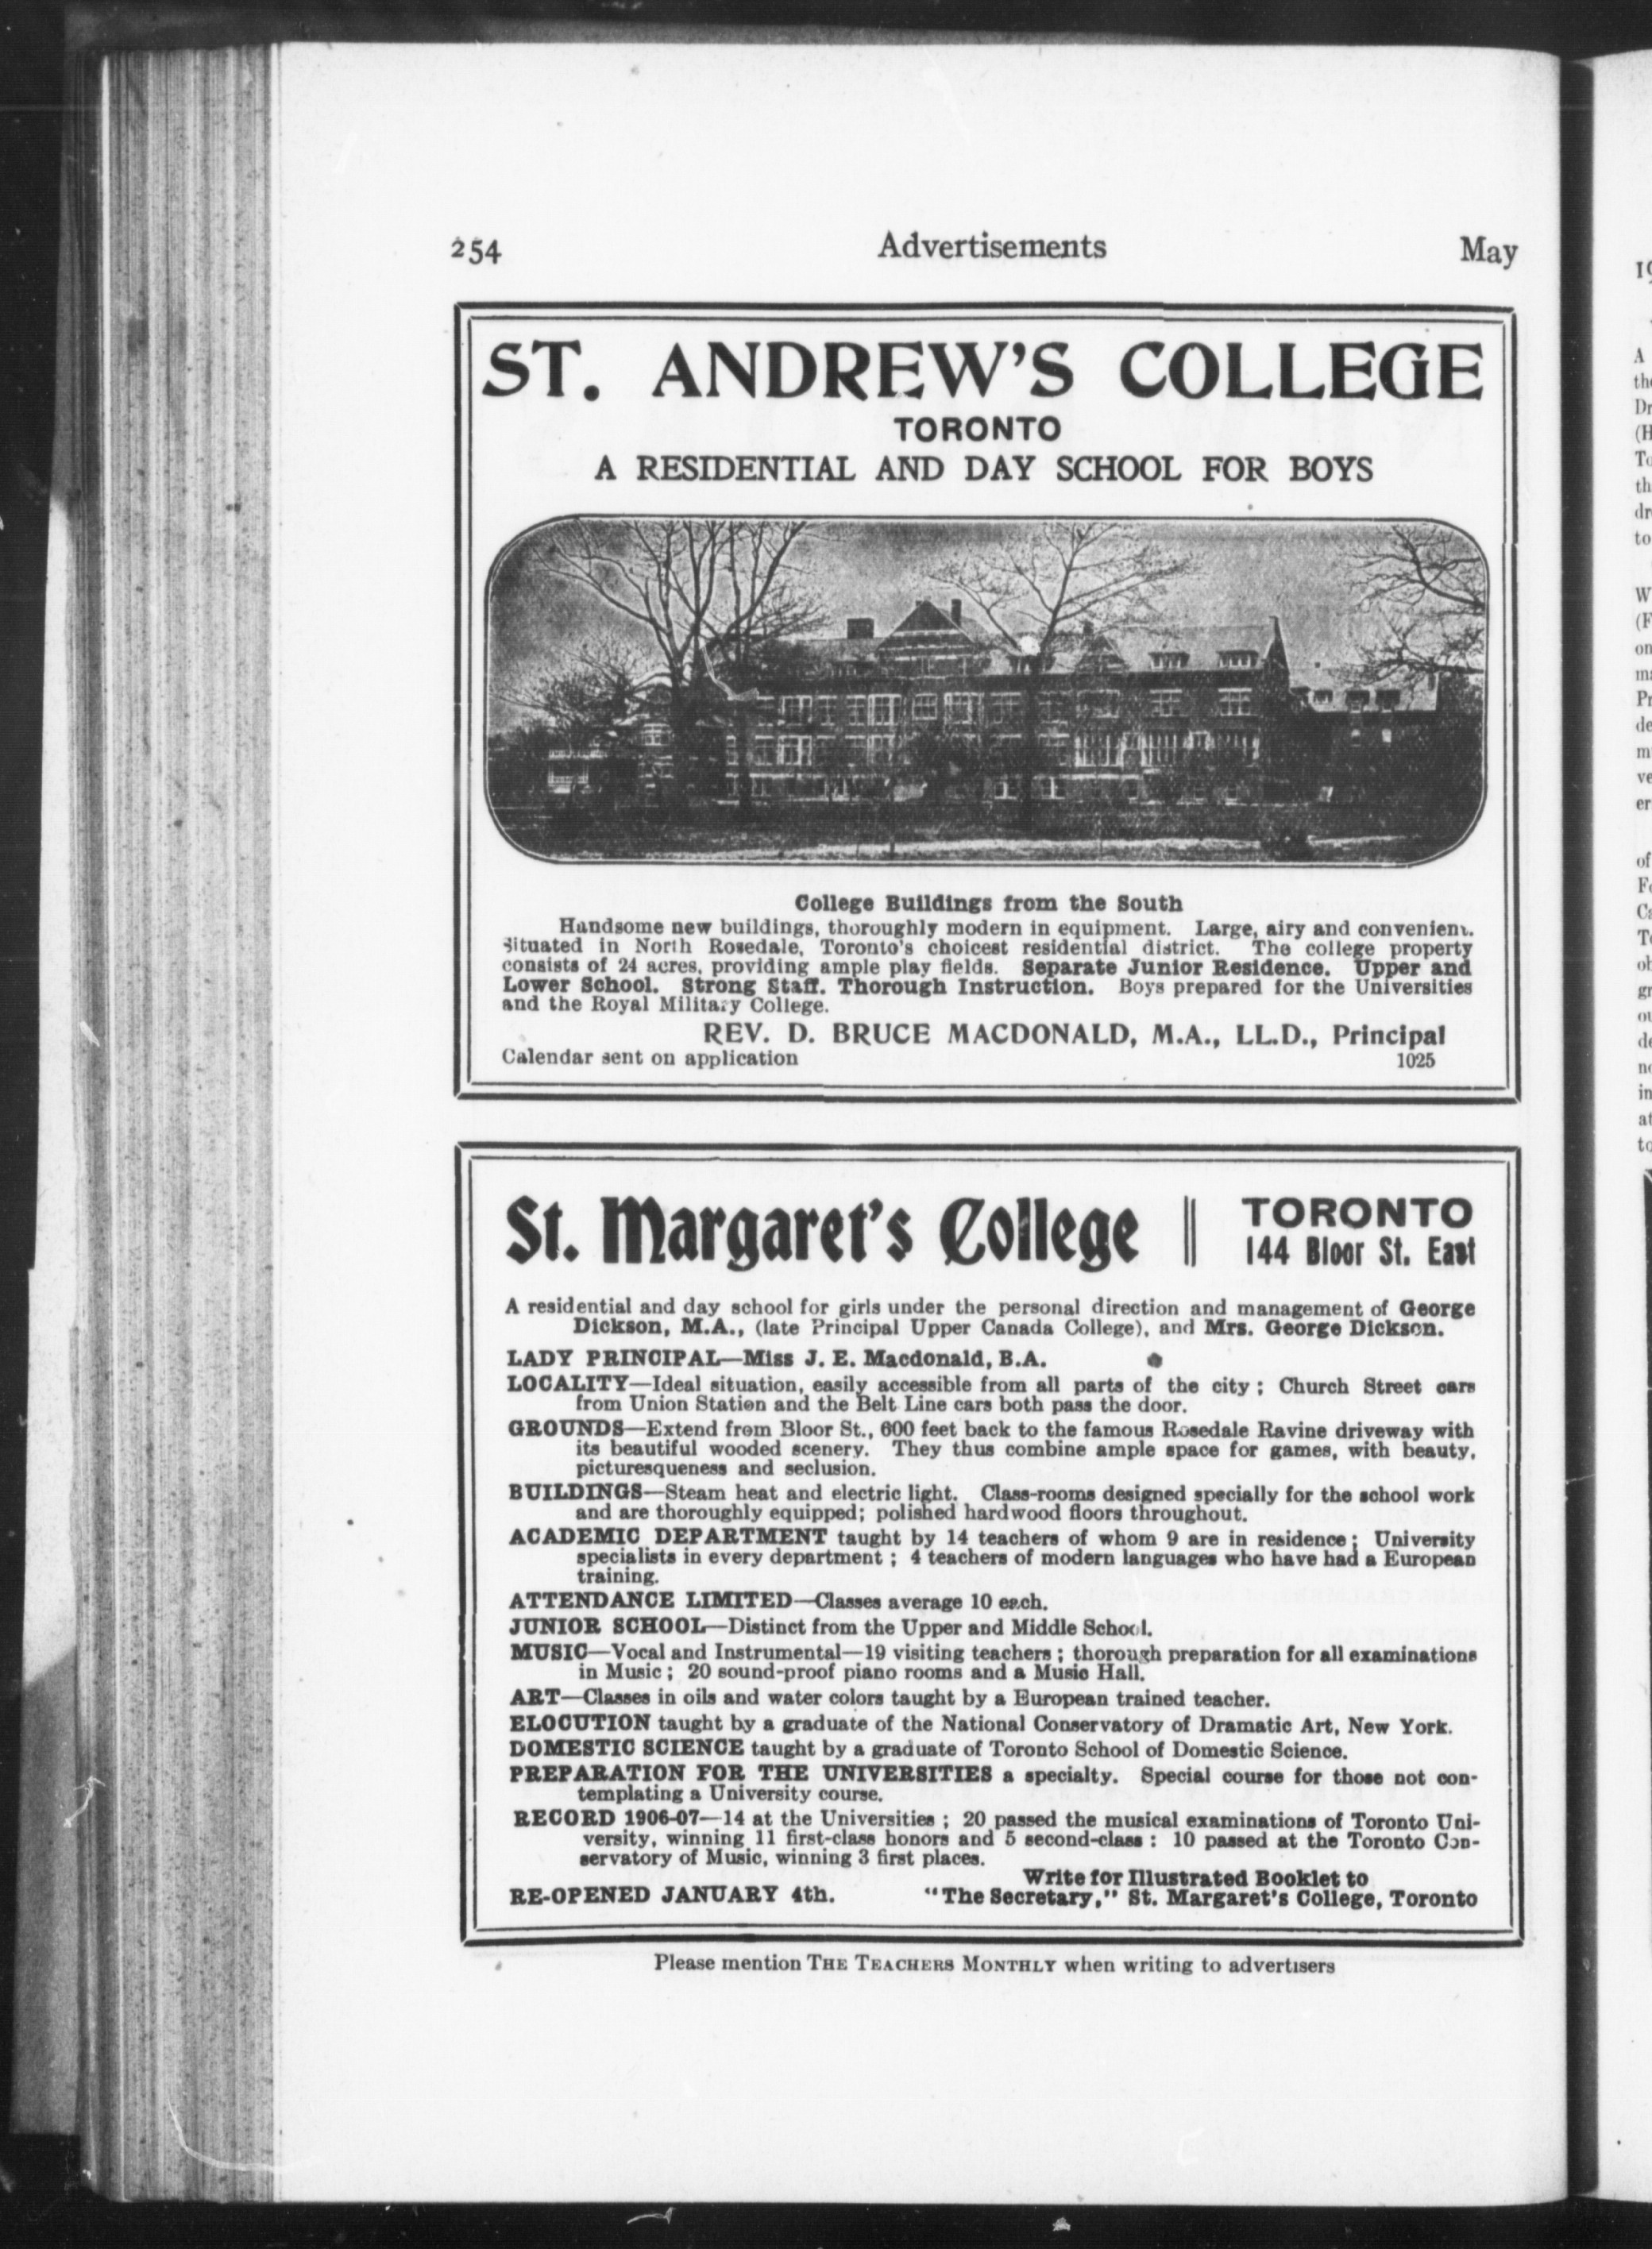 254 Advertisements May
ST. ANDREW'S COLLEGE
TORONTO
A RESIDENTIAL AND DAY SCHOOL FOR BOYS
College Buildings from the South
Handsome new buildings, thoroughly modern in equipment. Large, airy and convenient.
Situated in North Rosedale, Toronto's choicest residential district. The college property
consists of 24 acres, providing ample play fields. Separate Junior Residence. Upper and
Lower School. Strong Staff. Thorough Instruction. Boys prepared for the Universities
and the Royal Military College.
REV. D. BRUCE MACDONALD, M.A., LL.D., Principal
Calendar sent on application 1025
St. Margaret's College || TORONTO
144 Bloor St. East
A residential and day school for girls under the personal direction and management of George
Dickson, M.A., (late Principal Upper Canada College), and Mrs. George Dickson.
LADY PRINCIPAL—Miss J. E. Macdonald, B.A.
LOCALITY—Ideal situation, easily accessible from all parts of the city; Church Street cars
from Union Station and the Belt Line cars both pass the door.
GROUNDS—Extend from Bloor St., 600 feet back to the famous Rosedale Ravine driveway with
its beautiful wooded scenery. They thus combine ample space for games, with beauty,
picturesqueness and seclusion.
BUILDINGS—Steam heat and electric light. Class-rooms designed specially for the school work
and are thoroughly equipped; polished hardwood floors throughout.
ACADEMIC DEPARTMENT taught by 14 teachers of whom 9 are in residence; University
specialists in every department; 4 teachers of modern languages who have had a European
training.
ATTENDANCE LIMITED—Classes average 10 each.
JUNIOR SCHOOL—Distinct from the Upper and Middle School.
MUSIC—Vocal and Instrumental—19 visiting teachers; thorough preparation for all examinations
in Music; 20 sound-proof piano rooms and a Music Hall.
ART—Classes in oils and water colors taught by a European trained teacher.
ELOCUTION taught by a graduate of the National Conservatory of Dramatic Art, New York.
DOMESTIC SCIENCE taught by a graduate of Toronto School of Domestic Science.
PREPARATION FOR THE UNIVERSITIES a specialty. Special course for those not con-
templating a University course.
RECORD 1906-07—14 at the Universities; 20 passed the musical examinations of Toronto Uni-
versity, winning 11 first-class honors and 5 second-class: 10 passed at the Toronto Con-
servatory of Music, winning 3 first places.
Write for Illustrated Booklet to
RE-OPENED JANUARY 4th. "The Secretary," St. Margaret's College, Toronto
Please mention THE TEACHERS MONTHLY when writing to advertisers